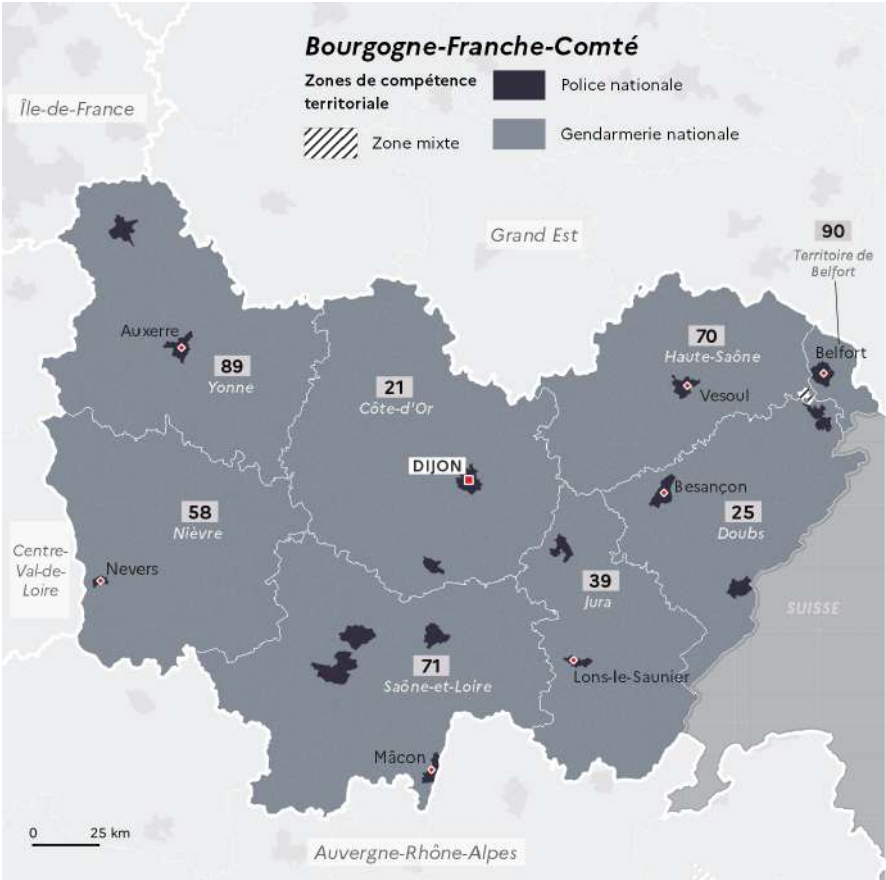 Bourgogne-Franche-Comté
Zones de compétence
territoriale
Police nationale
Zone mixte
Gendarmerie nationale
Île-de-France
Grand Est
90
Territoire de
Belfort
Auxerre
89
Yonne
21
Côte-d'Or
70
Haute-Saône
Belfort
Vesoul
DIJON
Besançon
58
Nièvre
25
Doubs
Centre-
Val-de-
Loire
Nevers
39
Jura
SUISSE
71
Saône-et-Loire
Lons-le-Saunier
Mâcon
0 25 km
Auvergne-Rhône-Alpes